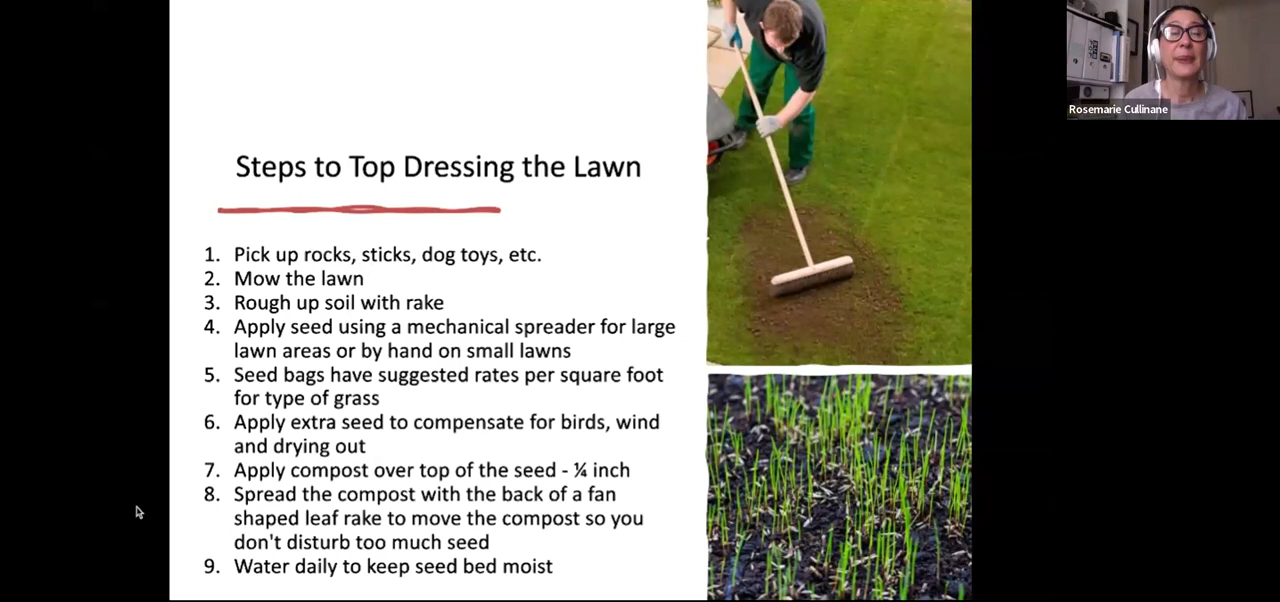 Steps to Top Dressing the Lawn
1. Pick up rocks, sticks, dog toys, etc.
2. Mow the lawn
3. Rough up soil with rake
4. Apply seed using a mechanical spreader for large
lawn areas or by hand on small lawns
5. Seed bags have suggested rates per square foot
for type of grass
6. Apply extra seed to compensate for birds, wind
and drying out
7. Apply compost over top of the seed - ¼ inch
8. Spread the compost with the back of a fan
shaped leaf rake to move the compost so you
don't disturb too much seed
9. Water daily to keep seed bed moist
Rosemarie Cullinane